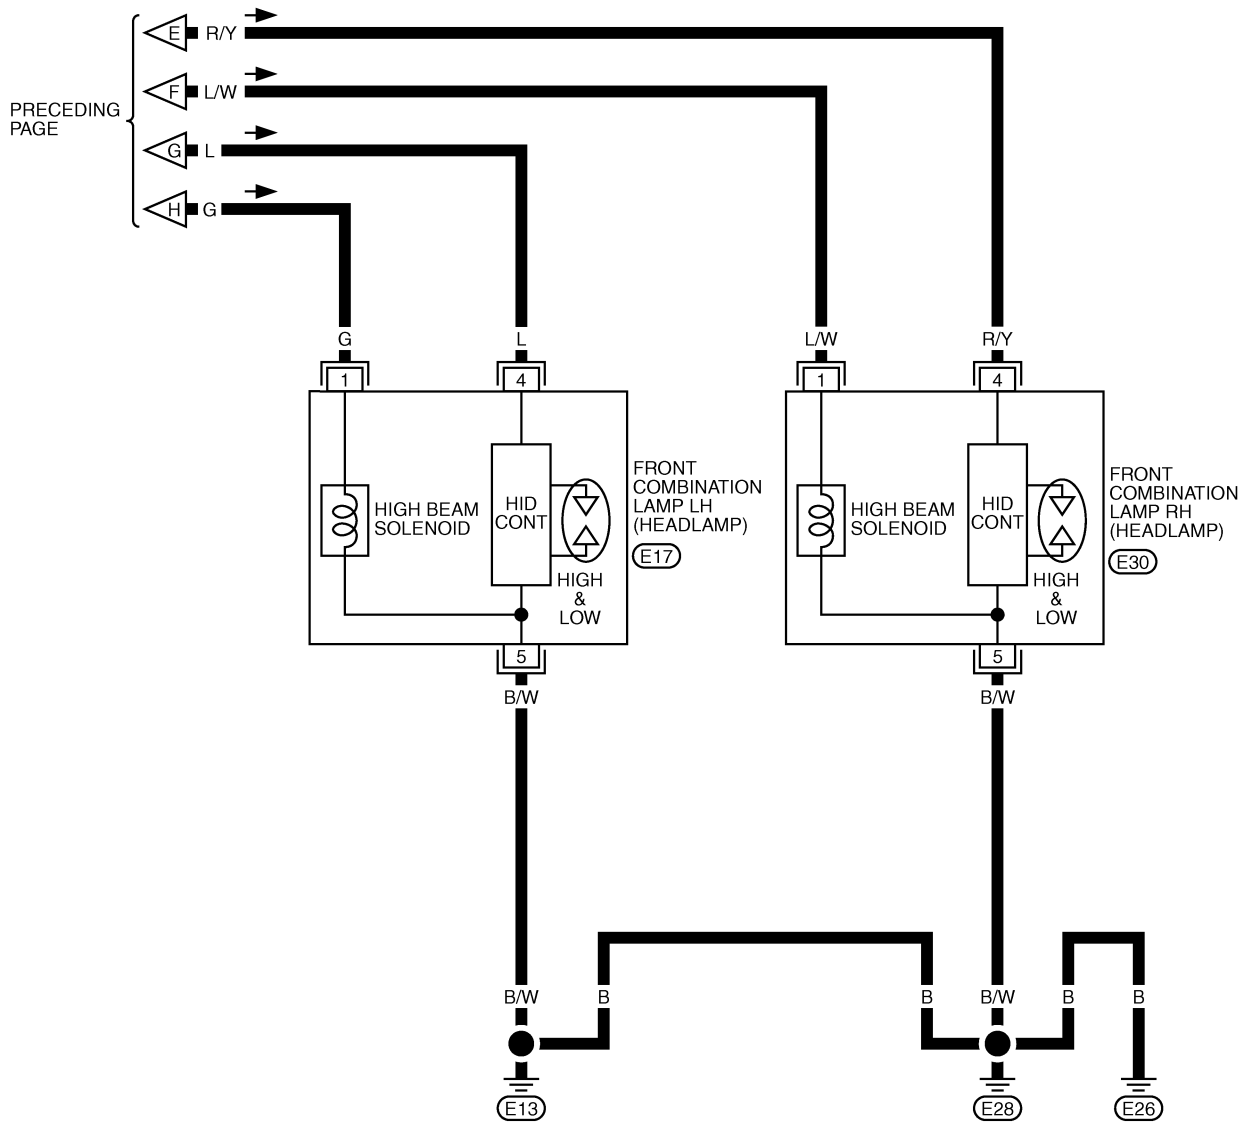 E R/Y
F L/W
PRECEDING
PAGE
G L
H G
G
L
L/W
R/Y
1
4
1
4
FRONT
COMBINATION
LAMP LH
(HEADLAMP)
E17
FRONT
COMBINATION
LAMP RH
(HEADLAMP)
E30
HIGH BEAM
SOLENOID
HID
CONT
HIGH BEAM
SOLENOID
HID
CONT
HIGH
&
LOW
HIGH
&
LOW
5
5
B/W
B/W
B/W
B
B
B/W
B
B
E13
E28
E26